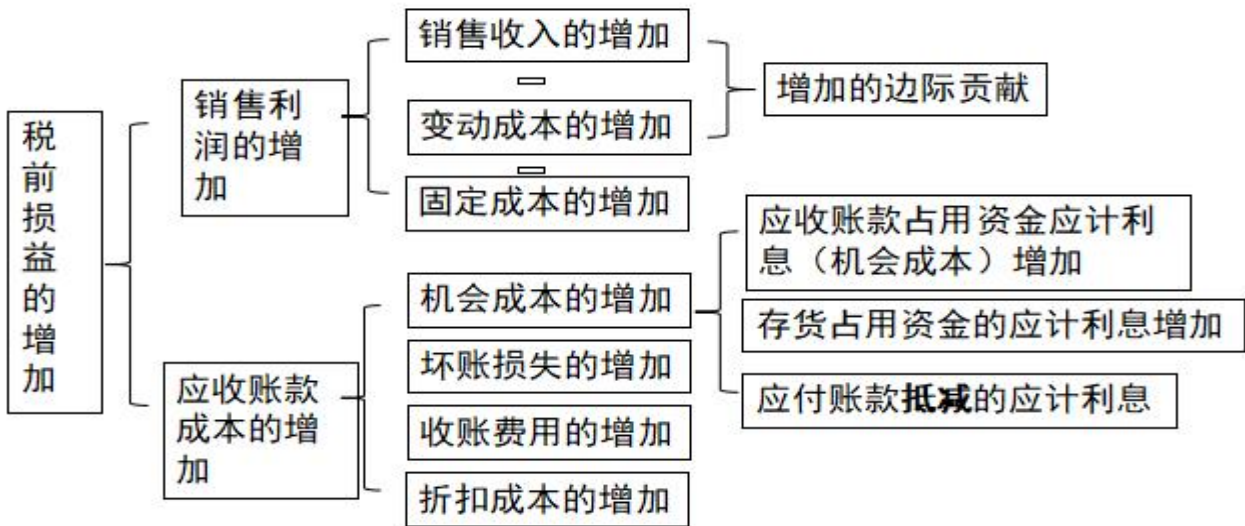 税
前
损
益
的
增
加
销售利
润的增
加
销售收入的增加
变动成本的增加
固定成本的增加
增加的边际贡献
应收账款
成本的增
加
机会成本的增加
坏账损失的增加
收账费用的增加
折扣成本的增加
应收账款占用资金应计利
息（机会成本）增加
存货占用资金的应计利息增加
应付账款抵减的应计利息